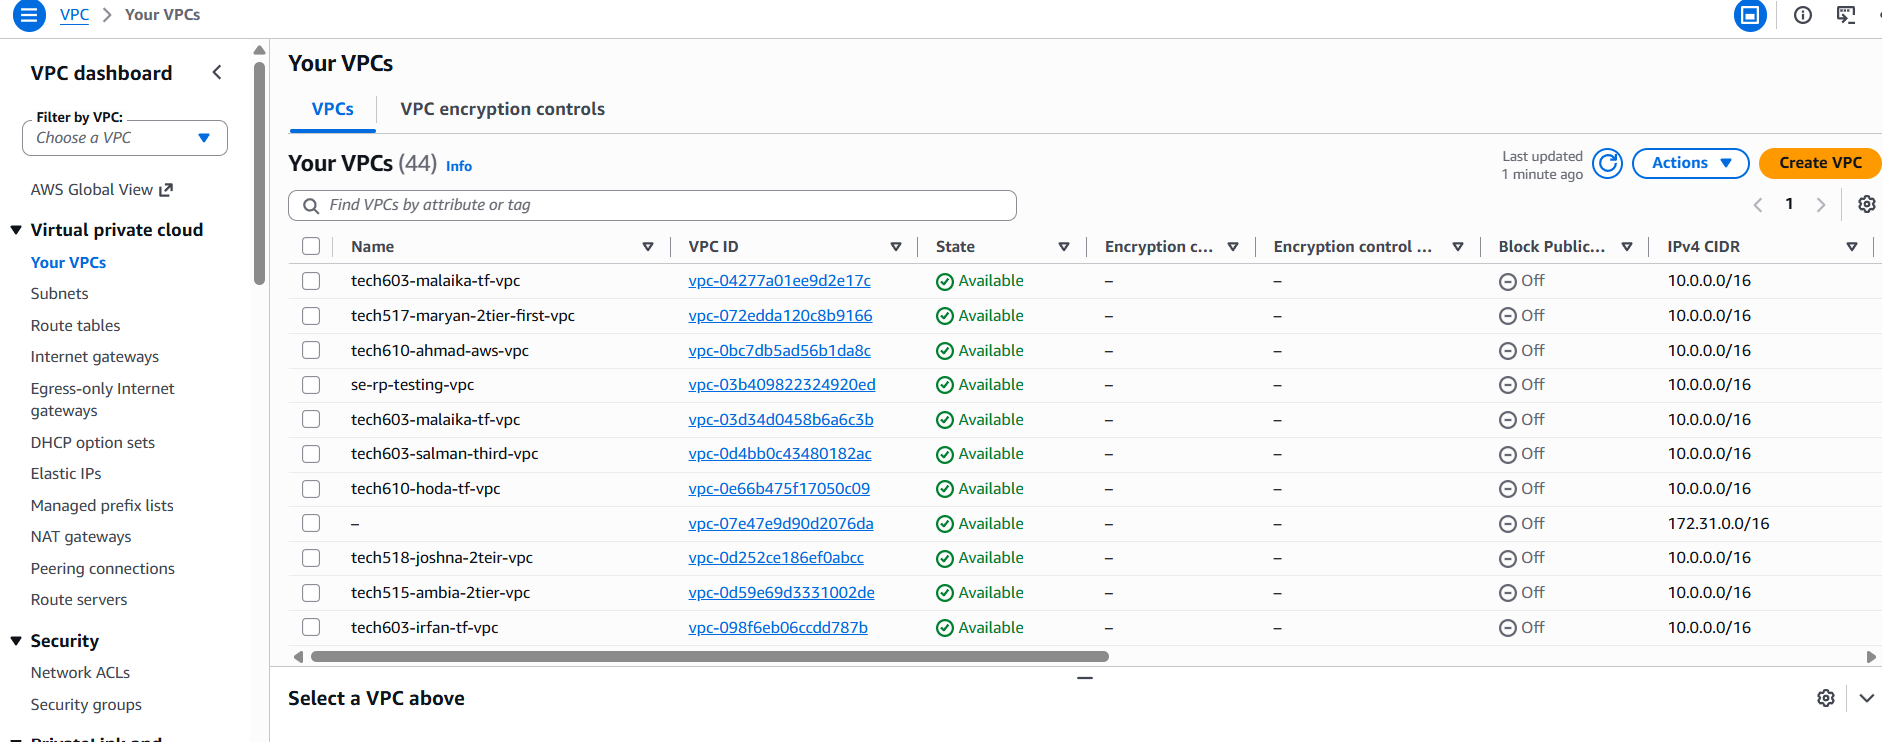 VPC > Your VPCs
VPC dashboard
Filter by VPC:
Choose a VPC
AWS Global View
Virtual private cloud
Your VPCs
Subnets
Route tables
Internet gateways
Egress-only Internet
gateways
DHCP option sets
Elastic IPs
Managed prefix lists
NAT gateways
Peering connections
Route servers
Security
Network ACLs
Security groups
PrivateLink and
Your VPCs
VPCs VPC encryption controls
Your VPCs (44) Info
Last updated
1 minute ago
Actions
Create VPC
Find VPCs by attribute or tag
1
Name VPC ID State Encryption c... Encryption control ... Block Public... IPv4 CIDR
tech603-malaika-tf-vpc vpc-04277a01ee9d2e17c Available – – Off 10.0.0.0/16
tech517-maryan-2tier-first-vpc vpc-072edda120c8b9166 Available – – Off 10.0.0.0/16
tech610-ahmad-aws-vpc vpc-0bc7db5ad56b1da8c Available – – Off 10.0.0.0/16
se-rp-testing-vpc vpc-03b409822324920ed Available – – Off 10.0.0.0/16
tech603-malaika-tf-vpc vpc-03d34d0458b6a6c3b Available – – Off 10.0.0.0/16
tech603-salman-third-vpc vpc-0d4bb0c43480182ac Available – – Off 10.0.0.0/16
tech610-hoda-tf-vpc vpc-0e66b475f17050c09 Available – – Off 10.0.0.0/16
– vpc-07e47e9d90d2076da Available – – Off 172.31.0.0/16
tech518-joshna-2teir-vpc vpc-0d252ce186ef0abcc Available – – Off 10.0.0.0/16
tech515-ambia-2tier-vpc vpc-0d59e69d3331002de Available – – Off 10.0.0.0/16
tech603-irfan-tf-vpc vpc-098f6eb06ccdd787b Available – – Off 10.0.0.0/16
Select a VPC above